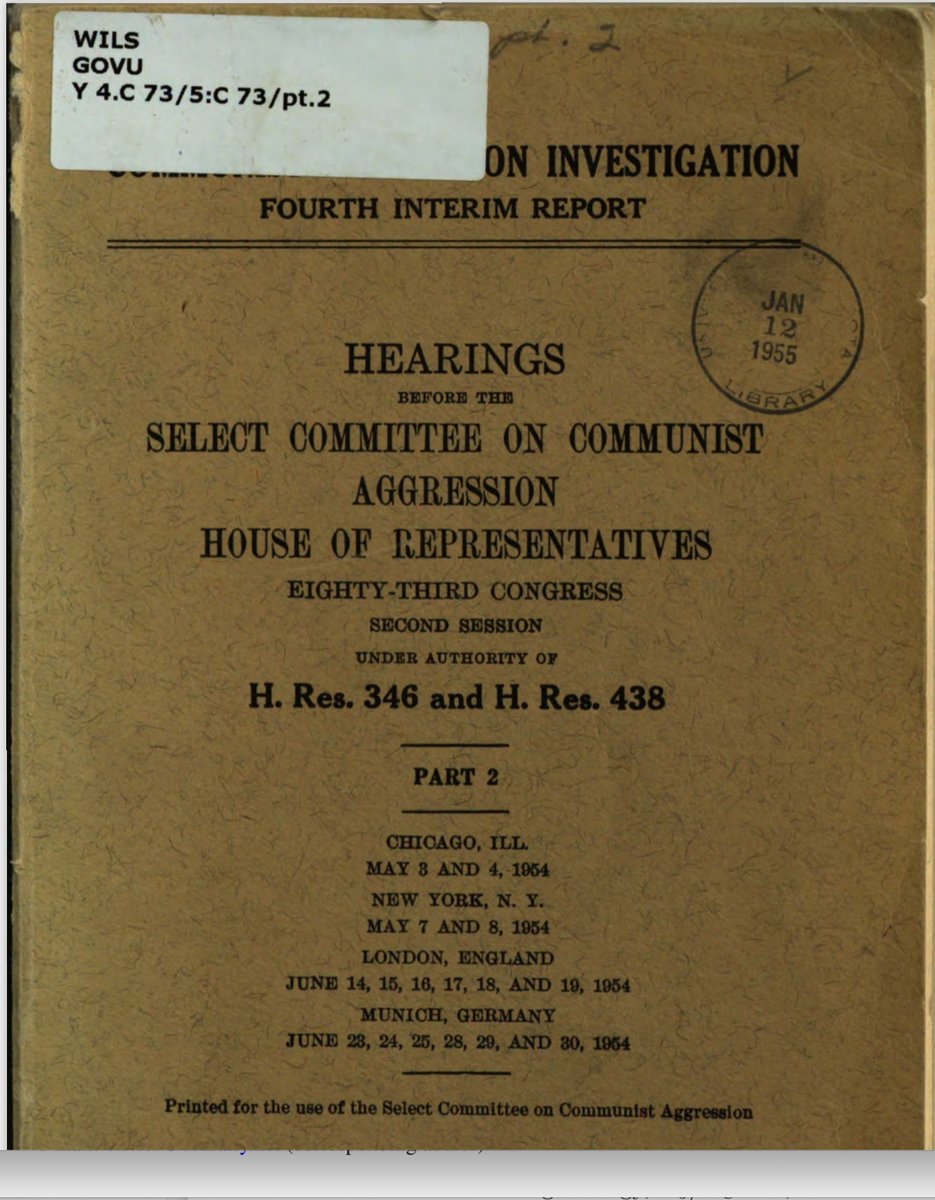 WILS
GOVU
Y 4.C 73/5:C 73/pt.2
pt. 2
ON INVESTIGATION
FOURTH INTERIM REPORT
JAN
12
1955
LIBRARY
HEARINGS
BEFORE THE
SELECT COMMITTEE ON COMMUNIST
AGGRESSION
HOUSE OF REPRESENTATIVES
EIGHTY-THIRD CONGRESS
SECOND SESSION
UNDER AUTHORITY OF
H. Res. 346 and H. Res. 438
PART 2
CHICAGO, ILL.
MAY 3 AND 4, 1954
NEW YORK, N. Y.
MAY 7 AND 8, 1954
LONDON, ENGLAND
JUNE 14, 15, 16, 17, 18, AND 19, 1954
MUNICH, GERMANY
JUNE 23, 24, 25, 28, 29, AND 30, 1954
Printed for the use of the Select Committee on Communist Aggression